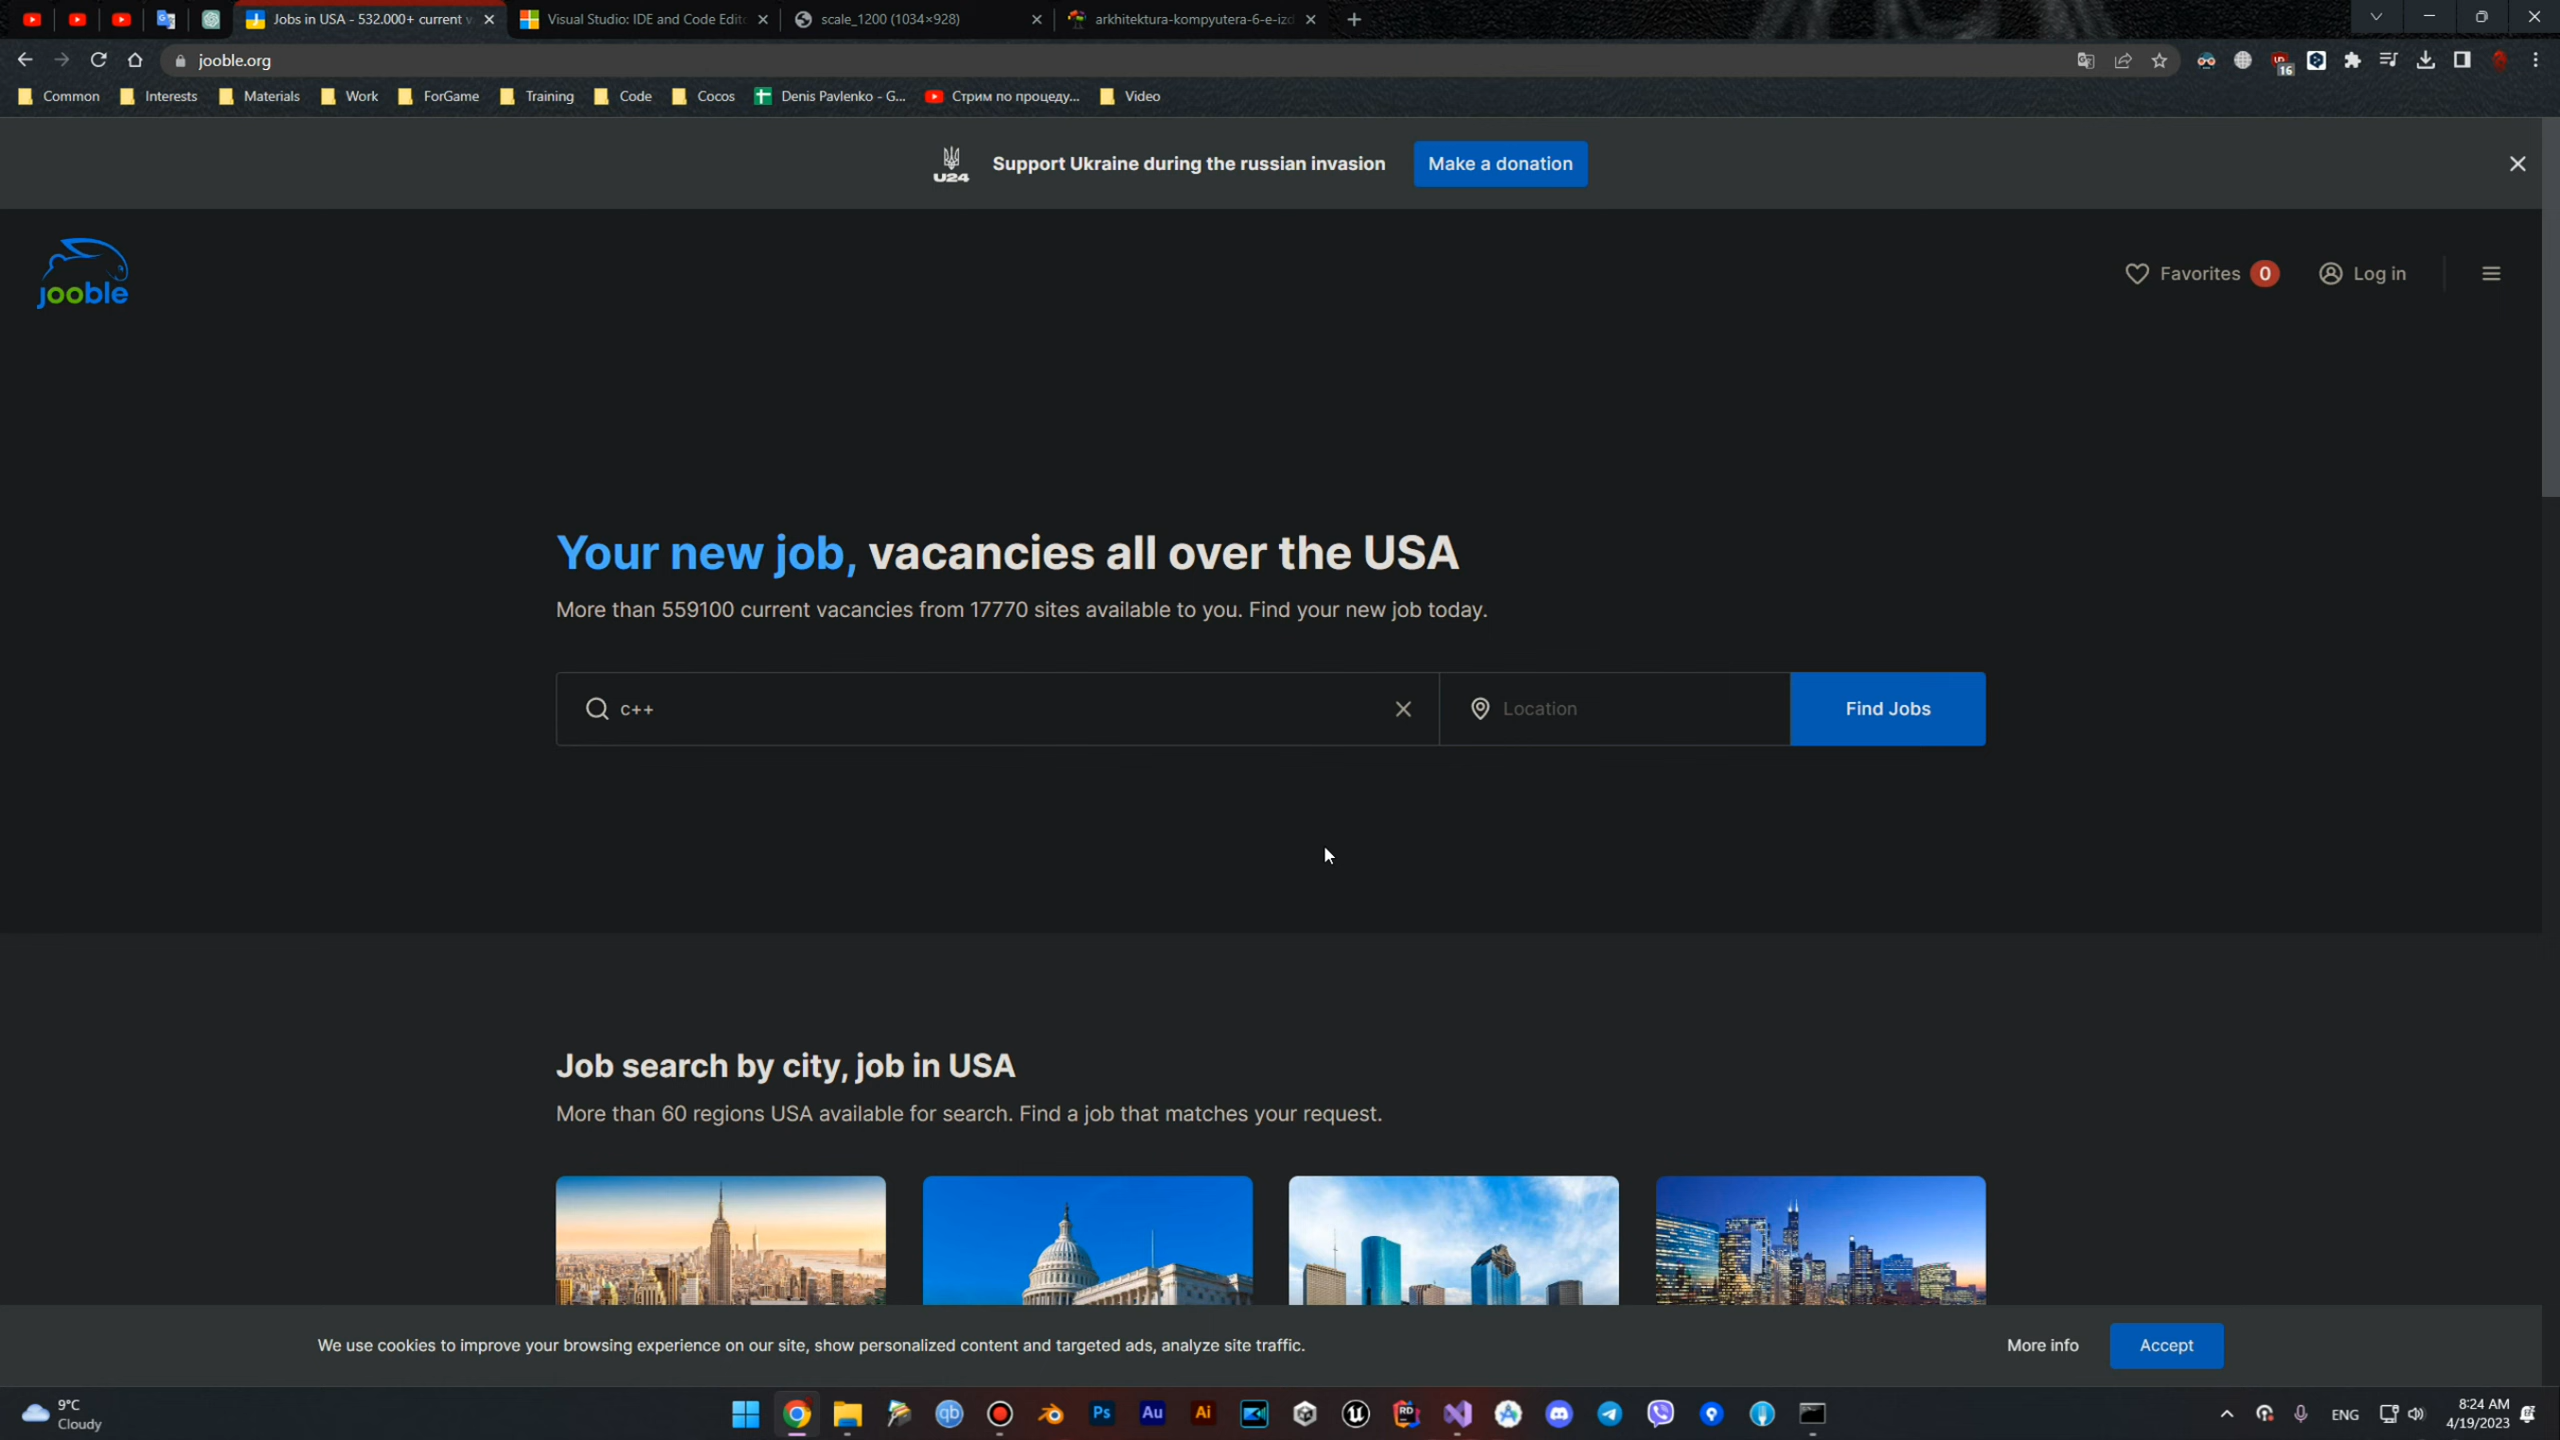 Jobs in USA - 532.000+ current v
Visual Studio: IDE and Code Edito
scale_1200 (1034×928)
arkhitektura-kompyutera-6-e-izd
jooble.org
16
Common
Interests
Materials
Work
ForGame
Training
Code
Cocos
Denis Pavlenko - G...
Стрим по процеду...
Video
U24
Support Ukraine during the russian invasion
Make a donation
jooble
Favorites 0
Log in
Your new job, vacancies all over the USA
More than 559100 current vacancies from 17770 sites available to you. Find your new job today.
c++
Location
Find Jobs
Job search by city, job in USA
More than 60 regions USA available for search. Find a job that matches your request.
We use cookies to improve your browsing experience on our site, show personalized content and targeted ads, analyze site traffic.
More info
Accept
9°C
Cloudy
qb
Ps
Au
Ai
RD
ENG
8:24 AM
4/19/2023